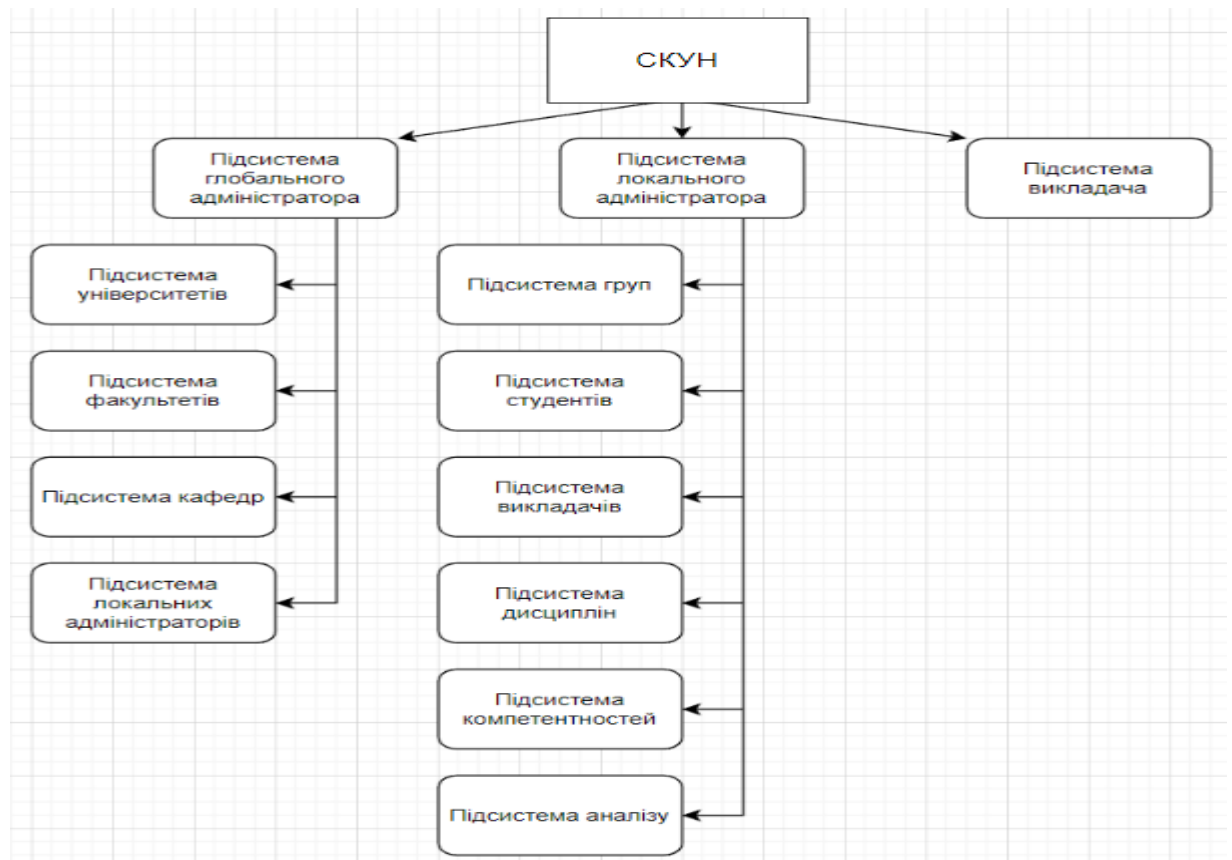 СКУН
Підсистема
глобального
адміністратора
Підсистема
локального
адміністратора
Підсистема
викладача
Підсистема
університетів
Підсистема
факультетів
Підсистема кафедр
Підсистема
локальних
адміністраторів
Підсистема груп
Підсистема
студентів
Підсистема
викладачів
Підсистема
дисциплін
Підсистема
компетентностей
Підсистема аналізу